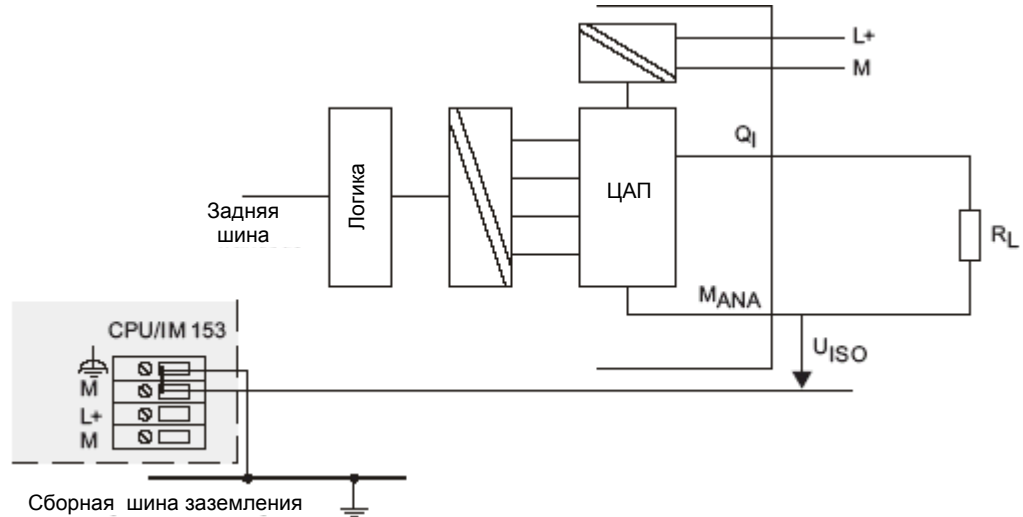 L+
M
Q_I
ЦАП
Логика
Задняя
шина
R_L
M_ANA
U_ISO
CPU/IM 153
M
L+
M
Сборная шина заземления